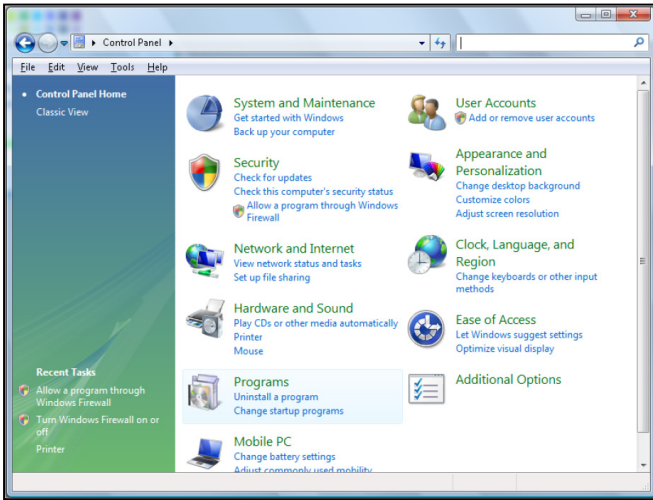 Control Panel
File Edit View Tools Help
Control Panel Home
Classic View
System and Maintenance
Get started with Windows
Back up your computer
Security
Check for updates
Check this computer's security status
Allow a program through Windows
Firewall
Network and Internet
View network status and tasks
Set up file sharing
Hardware and Sound
Play CDs or other media automatically
Printer
Mouse
Programs
Uninstall a program
Change startup programs
Mobile PC
Change battery settings
Adjust commonly used mobility
User Accounts
Add or remove user accounts
Appearance and
Personalization
Change desktop background
Customize colors
Adjust screen resolution
Clock, Language, and
Region
Change keyboards or other input
methods
Ease of Access
Let Windows suggest settings
Optimize visual display
Additional Options
Recent Tasks
Allow a program through
Windows Firewall
Turn Windows Firewall on or
off
Printer